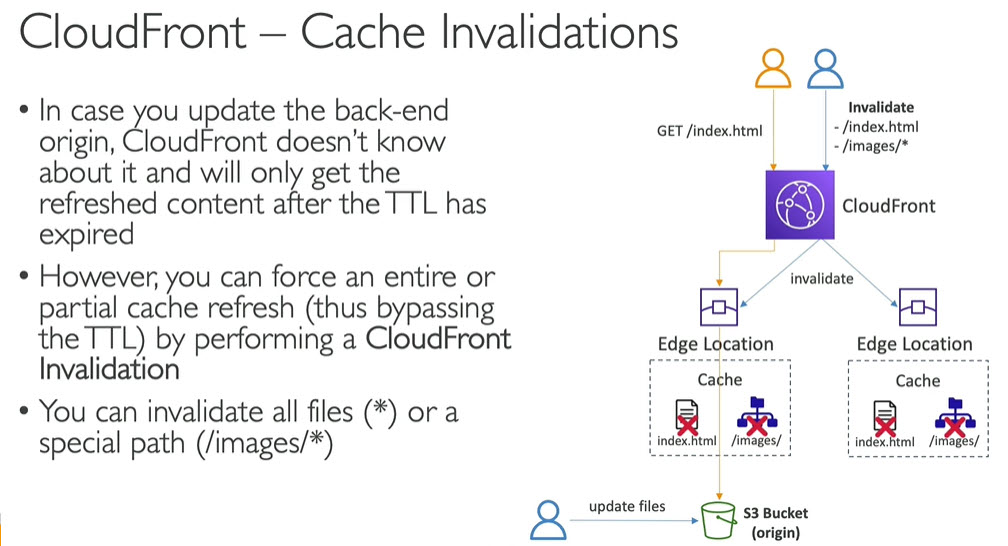 CloudFront – Cache Invalidations
• In case you update the back-end
origin, CloudFront doesn't know
about it and will only get the
refreshed content after the TTL has
expired
• However, you can force an entire or
partial cache refresh (thus bypassing
the TTL) by performing a CloudFront
Invalidation
• You can invalidate all files (*) or a
special path (/images/*)
GET /index.html
Invalidate
- /index.html
- /images/*
CloudFront
invalidate
Edge Location
Cache
index.html
/images/
Edge Location
Cache
index.html
/images/
update files
S3 Bucket
(origin)